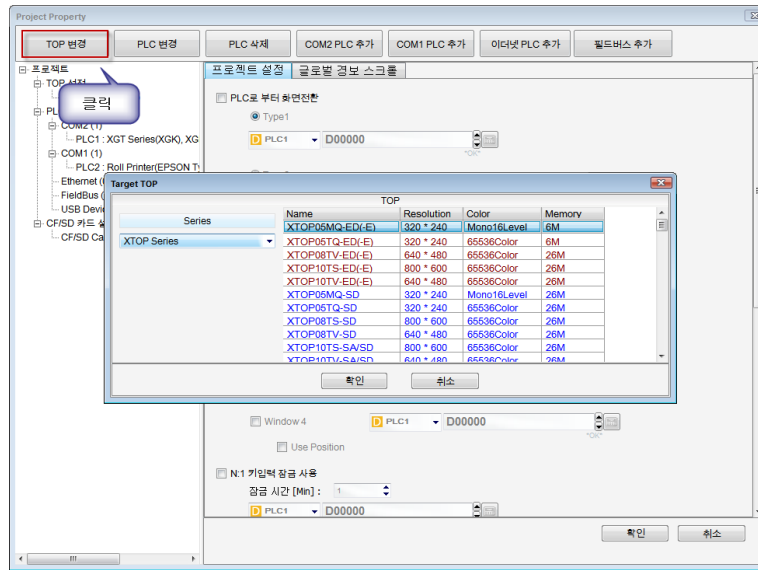 Project Property
TOP 변경
PLC 변경
PLC 삭제
COM2 PLC 추가
COM1 PLC 추가
이더넷 PLC 추가
필드버스 추가
프로젝트
클릭
COM2 (1)
PLC1 : XGT Series(XGK), XG
COM1 (1)
PLC2 : Roll Printer(EPSON
Ethernet
FieldBus
USB Devi
CF/SD 카드
CF/SD Ca
프로젝트 설정
글로벌 경보 스크롤
PLC로 부터 화면전환
Type1
D PLC1 D00000
"OK"
Target TOP
TOP
Series
XTOP Series
Name Resolution Color Memory
XTOP05MQ-ED(-E) 320 * 240 Mono16Level 6M
XTOP05TQ-ED(-E) 320 * 240 65536Color 6M
XTOP08TV-ED(-E) 640 * 480 65536Color 26M
XTOP10TS-ED(-E) 800 * 600 65536Color 26M
XTOP10TV-ED(-E) 640 * 480 65536Color 26M
XTOP05MQ-SD 320 * 240 Mono16Level 26M
XTOP05TQ-SD 320 * 240 65536Color 26M
XTOP08TS-SD 800 * 600 65536Color 26M
XTOP08TV-SD 640 * 480 65536Color 26M
XTOP10TS-SA/SD 800 * 600 65536Color 26M
XTOP10TV-SA/SD 640 * 480 65536Color 26M
확인
취소
Window 4 D PLC1 D00000
"OK"
Use Position
N:1 키입력 잠금 사용
잠금 시간 [Min] : 1
D PLC1 D00000
확인
취소